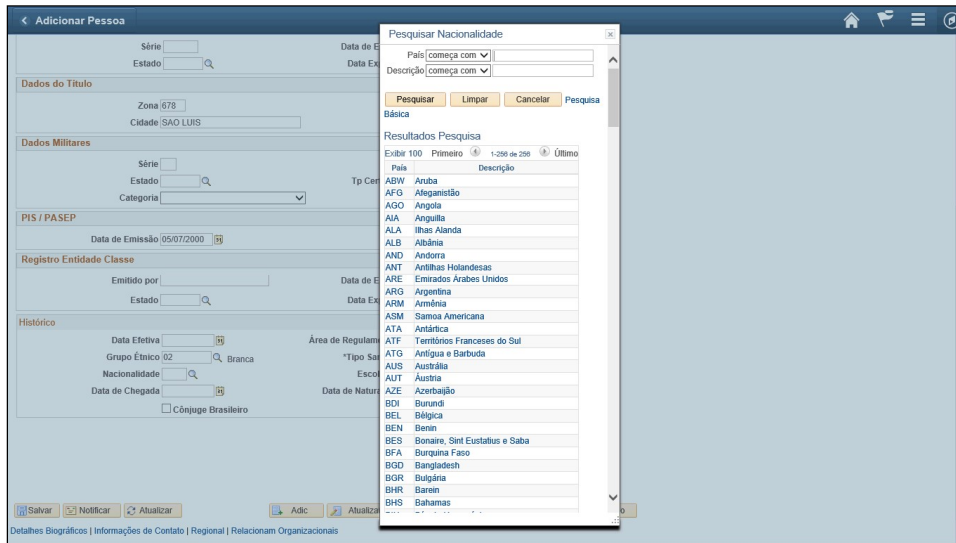 Adicionar Pessoa
Série
Data de E
Estado
Data Ex
Dados do Título
Zona 678
Cidade SAO LUIS
Dados Militares
Série
Estado
Tp Cer
Categoria
PIS / PASEP
Data de Emissão 05/07/2000
Registro Entidade Classe
Emitido por
Data de E
Estado
Data Ex
Histórico
Data Efetiva
Área de Regulam
Grupo Étnico 02 Branca
*Tipo Sa
Nacionalidade
Escol
Data de Chegada
Data de Natura
Cônjuge Brasileiro
Salvar Notificar Atualizar Adic Atualiza
Detalhes Biográficos | Informações de Contato | Regional | Relacionam Organizacionais
Pesquisar Nacionalidade
País começa com
Descrição começa com
Pesquisar Limpar Cancelar Pesquisa
Básica
Resultados Pesquisa
Exibir 100 Primeiro 1-256 de 256 Último
País Descrição
ABW Aruba
AFG Afeganistão
AGO Angola
AIA Anguilla
ALA Ilhas Alanda
ALB Albânia
AND Andorra
ANT Antilhas Holandesas
ARE Emirados Árabes Unidos
ARG Argentina
ARM Armênia
ASM Samoa Americana
ATA Antártica
ATF Territórios Franceses do Sul
ATG Antígua e Barbuda
AUS Austrália
AUT Áustria
AZE Azerbaijão
BDI Burundi
BEL Bélgica
BEN Benin
BES Bonaire, Sint Eustatius e Saba
BFA Burquina Faso
BGD Bangladesh
BGR Bulgária
BHR Barein
BHS Bahamas